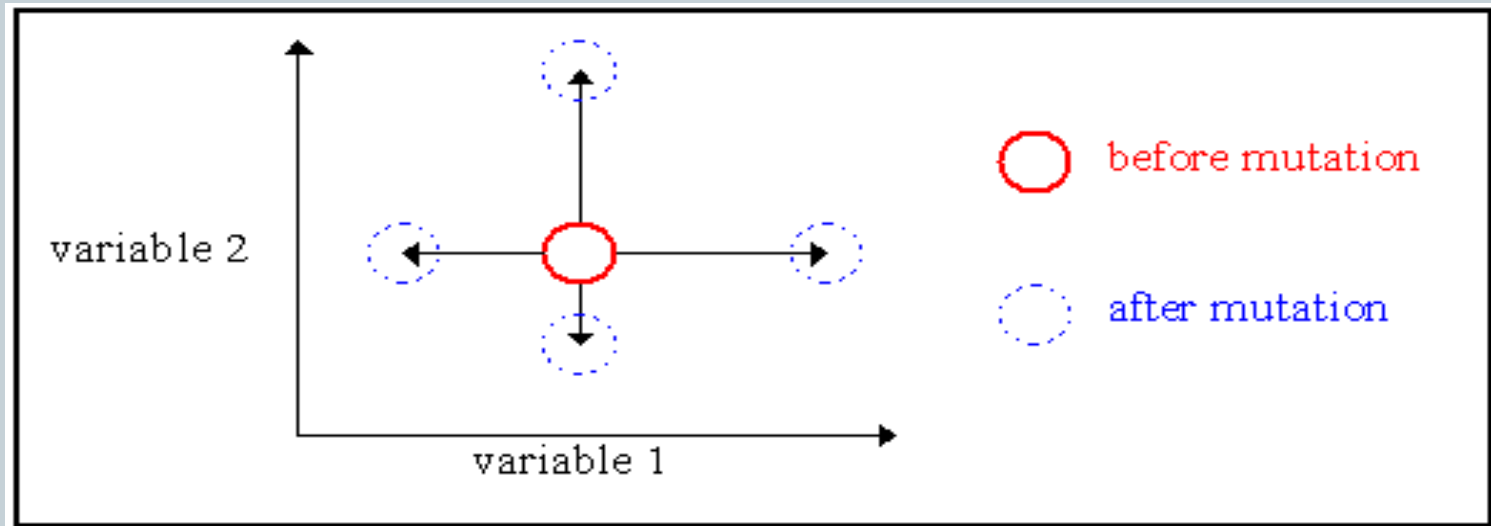 before mutation
variable 2
after mutation
variable 1